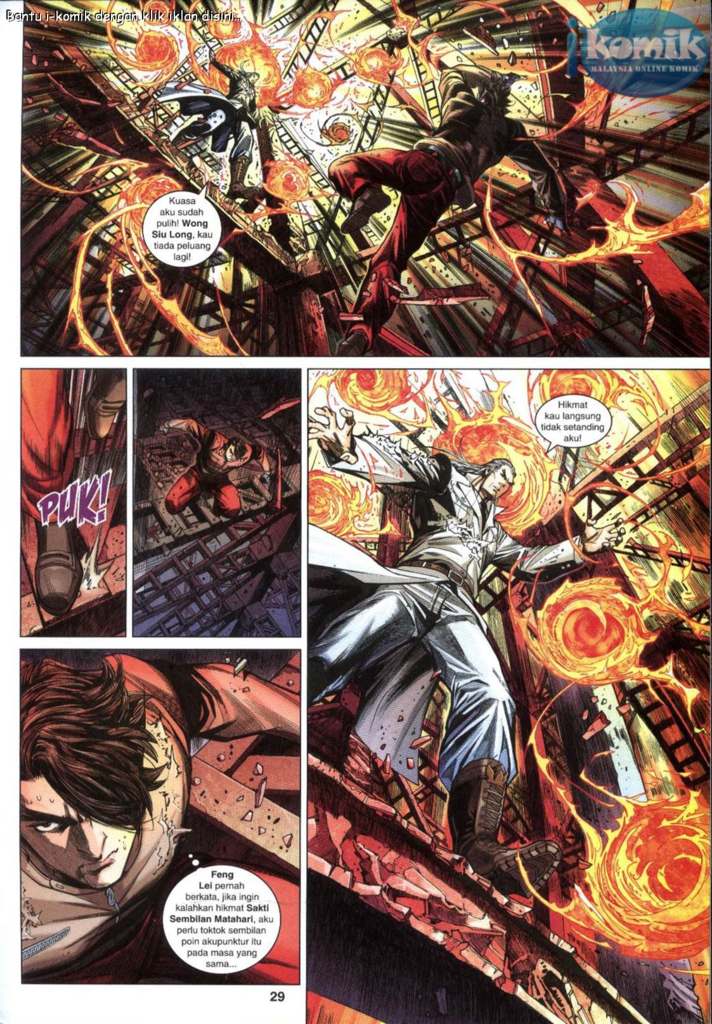 Bantu i-komik dengan klik iklan disini...
ikomik
MALAYSIA ONLINE KOMIK
Kuasa
aku sudah
pulih! Wong
Siu Long, kau
tiada peluang
lagi!
PUK!
Hikmat
kau langsung
tidak setanding
aku!
Feng
Lei pernah
berkata, jika ingin
kalahkan hikmat Sakti
Sembilan Matahari, aku
perlu toktok sembilan
poin akupunktur itu
pada masa yang
sama...
29